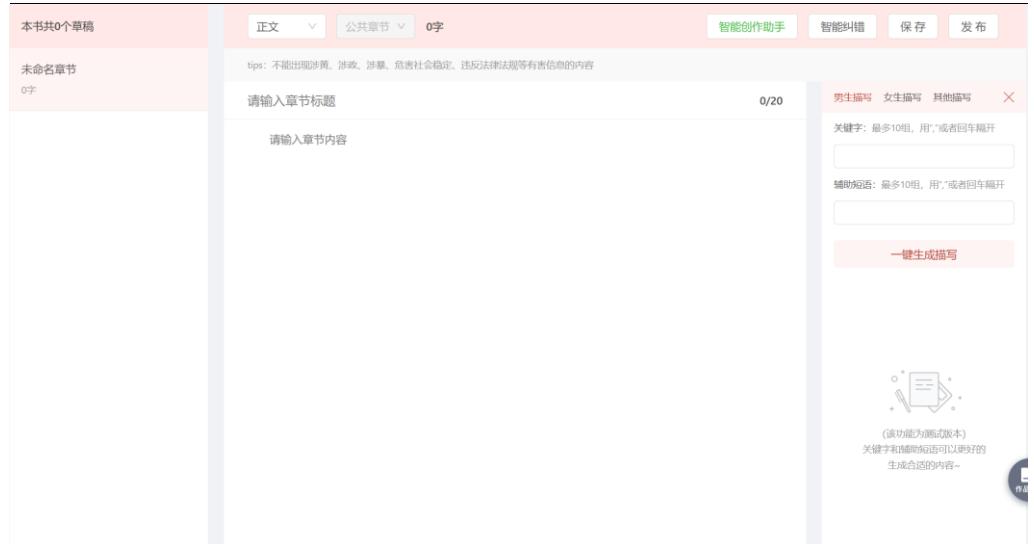 本书共0个草稿
未命名章节
0字
正文
公共章节
0字
智能创作助手
智能纠错
保存
发布
tips：不能出现涉黄、涉政、涉暴、危害社会稳定、违反法律法规等有害信息的内容
请输入章节标题
0/20
请输入章节内容
男生描写 女生描写 其他描写
关键字：最多10组，用","或者回车隔开
辅助短语：最多10组，用","或者回车隔开
一键生成描写
(该功能为测试版本)
关键字和辅助短语可以更好的
生成合适的内容~